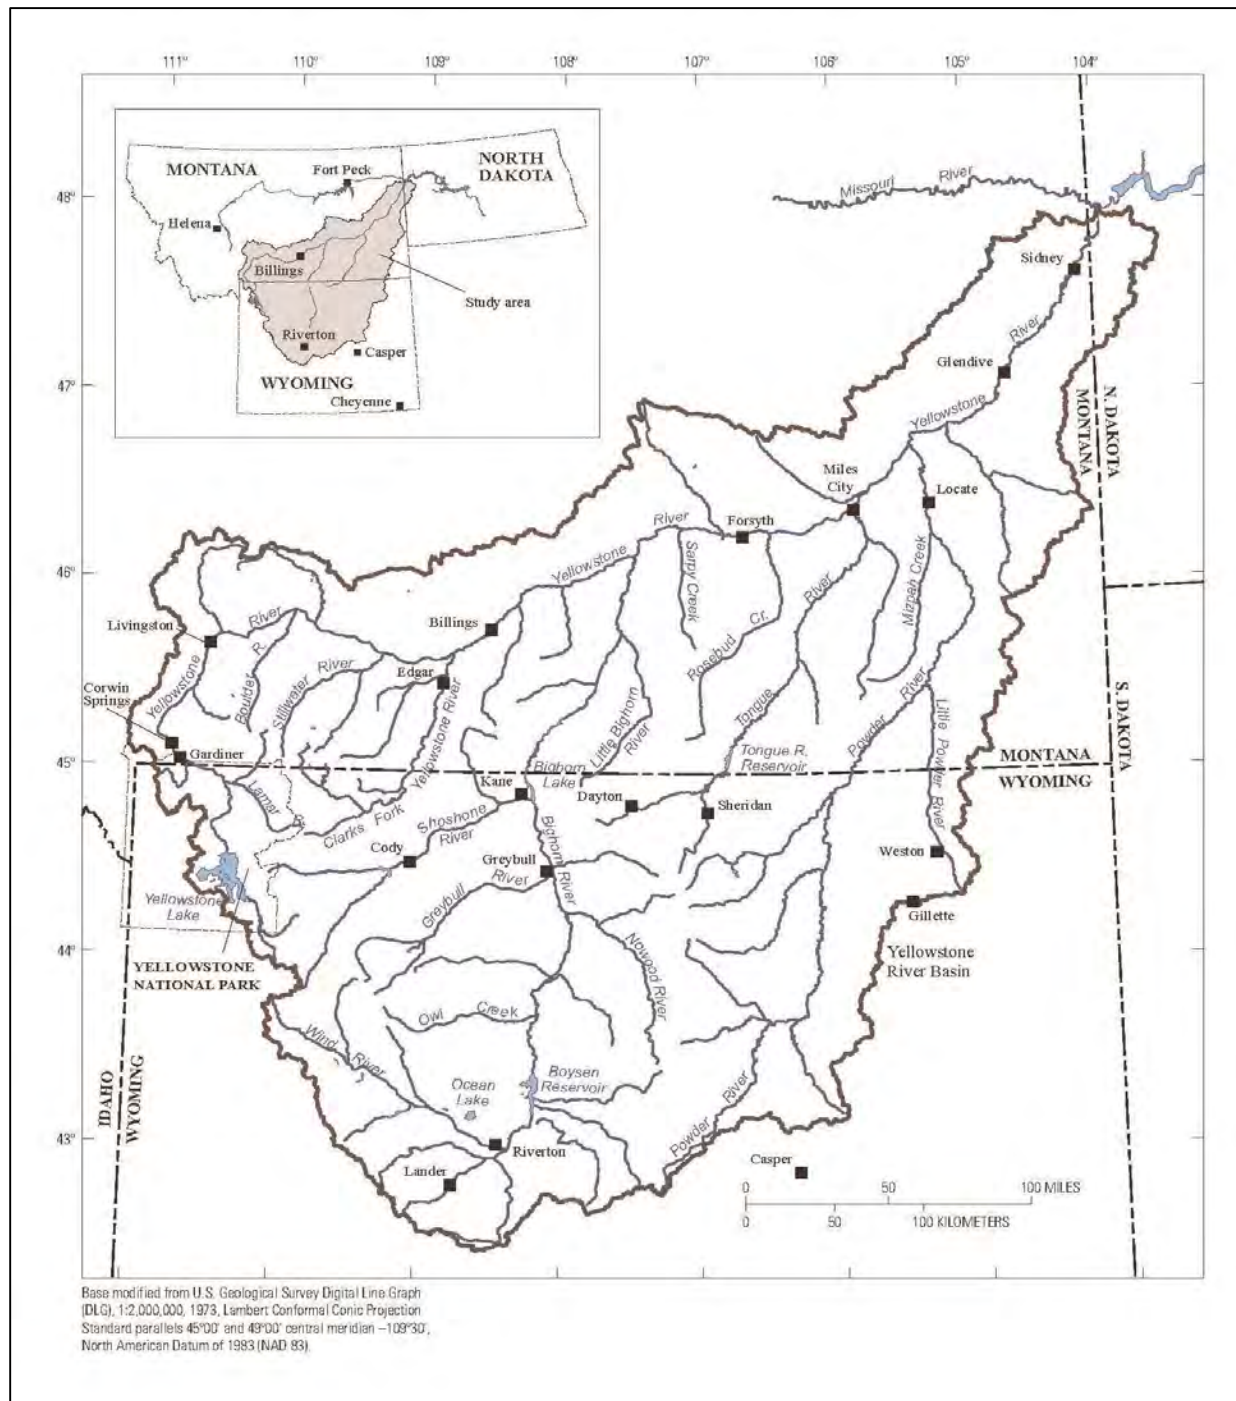 111° 110° 109° 108° 107° 106° 105° 104°
MONTANA
NORTH
DAKOTA
Fort Peck
Helena
Billings
Study area
Riverton
Casper
WYOMING
Cheyenne
48°
47°
46°
45°
44°
43°
Missouri River
Sidney
River
Glendive
Yellowstone
MONTANA
N. DAKOTA
Miles
City
Locate
Forsyth
River
Yellowstone
Sarpy Creek
Rosebud Cr.
River
Tongue
Mizpah Creek
Livingston
River
Billings
Boulder R.
Stillwater River
Edgar
Yellowstone
Corwin
Springs
Gardiner
Yellowstone River
Clarks Fork
Little Bighorn
River
Powder River
Little Powder River
S. DAKOTA
Tongue R.
Reservoir
MONTANA
WYOMING
Bighorn
Lake
Kane
Dayton
Sheridan
Lamar R.
Shoshone
River
Cody
Greybull
Bighorn River
Weston
Greybull River
Yellowstone
Lake
Gillette
Yellowstone
River Basin
YELLOWSTONE
NATIONAL PARK
Nowood River
Owl Creek
Wind River
Ocean
Lake
Boysen
Reservoir
IDAHO
WYOMING
Powder River
Riverton
Lander
Casper
0 50 100 MILES
0 50 100 KILOMETERS
Base modified from U.S. Geological Survey Digital Line Graph
(DLG), 1:2,000,000, 1973, Lambert Conformal Conic Projection
Standard parallels 45°00' and 49°00' central meridian –109°30',
North American Datum of 1983 (NAD 83).